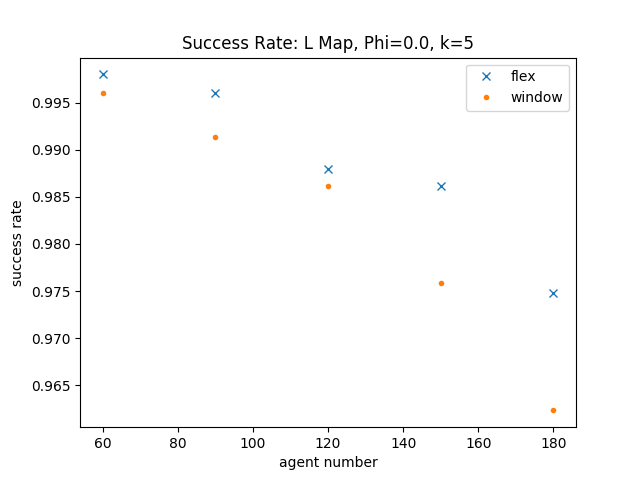 Success Rate: L Map, Phi=0.0, k=5
flex
window
success rate
0.995
0.990
0.985
0.980
0.975
0.970
0.965
60
80
100
120
140
160
180
agent number